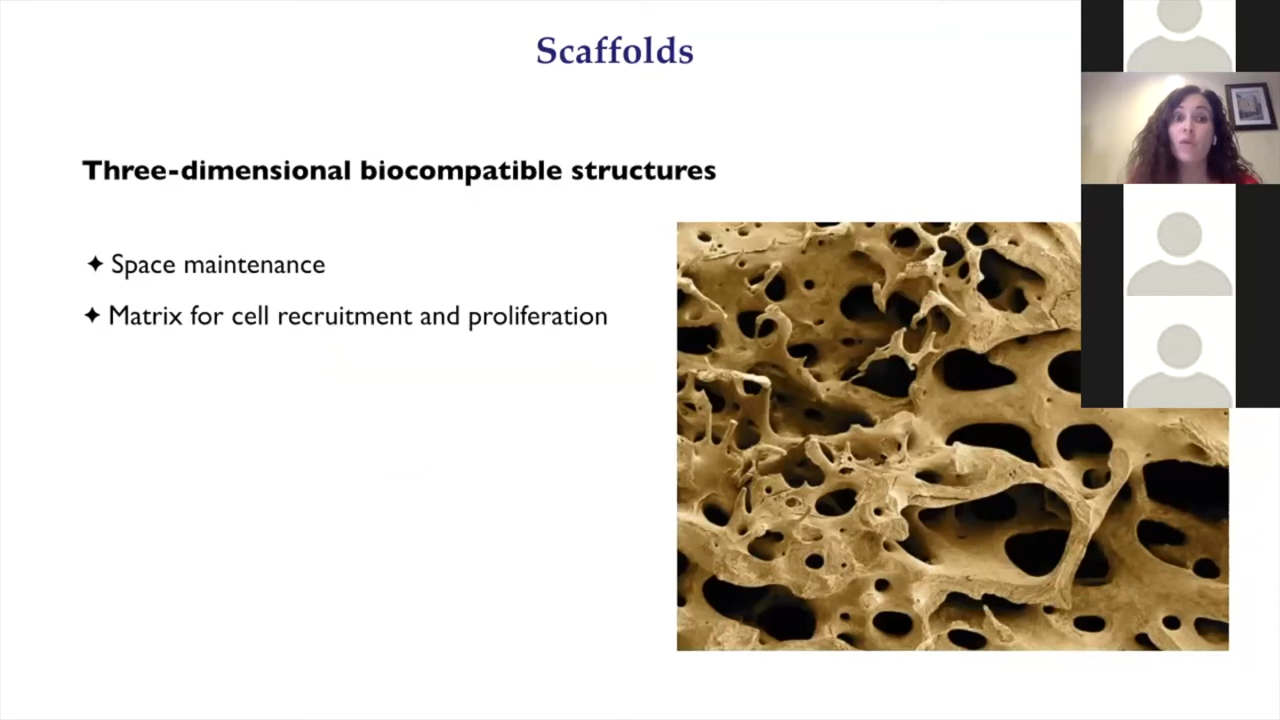 Scaffolds
Three-dimensional biocompatible structures
✦ Space maintenance
✦ Matrix for cell recruitment and proliferation